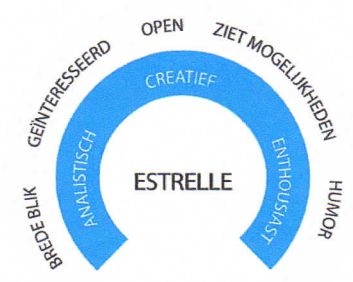 BREDE BLIK
GEÏNTERESSEERD
OPEN
ZIET MOGELIJKHEDEN
HUMOR
ANALISTISCH
CREATIEF
ENTHOUSIAST
ESTRELLE